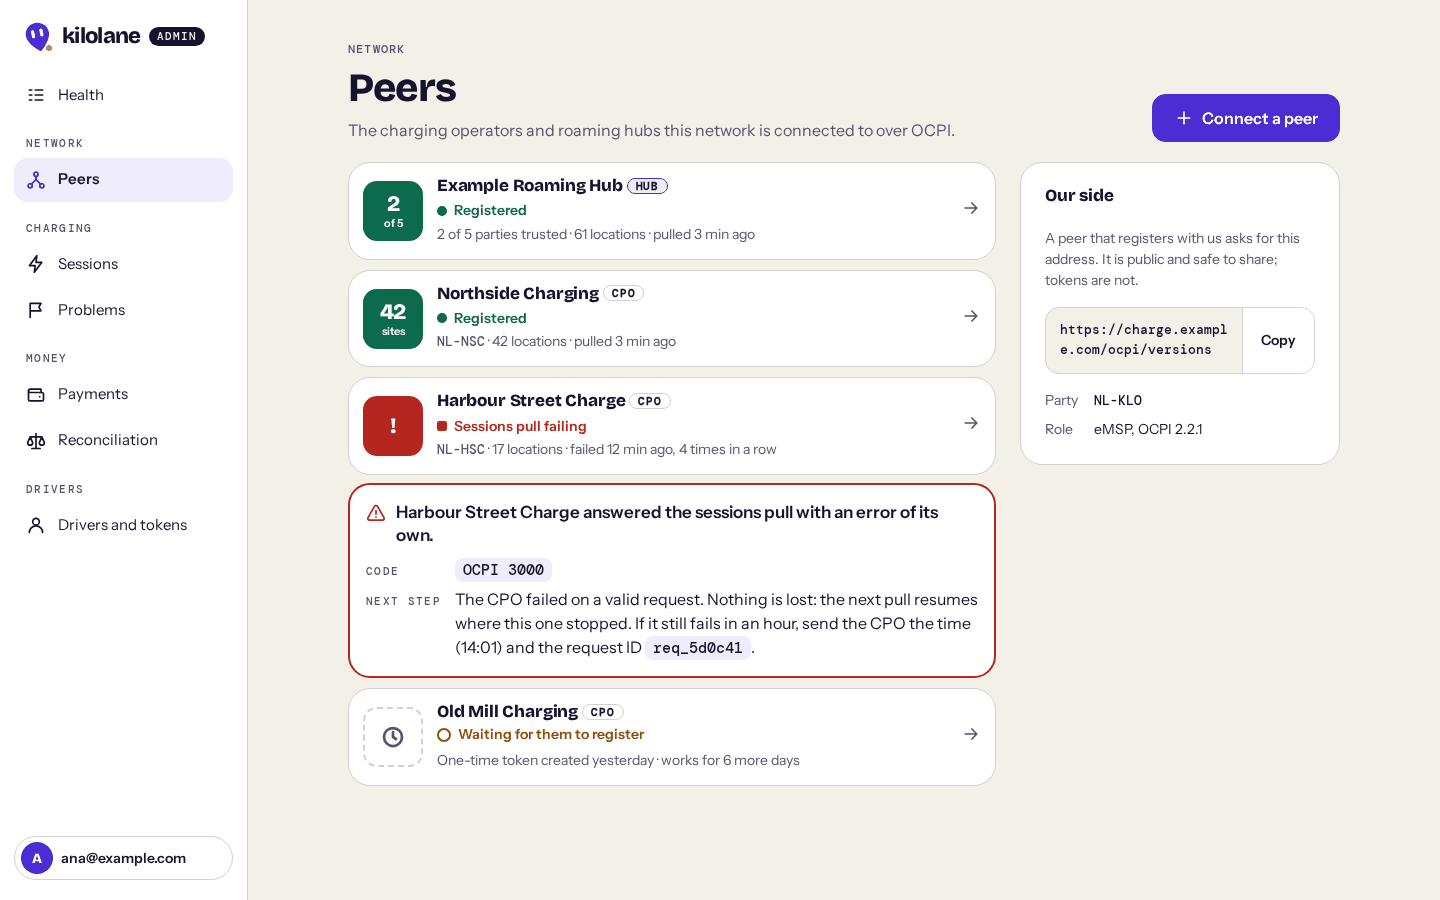 kilolane ADMIN
Health
NETWORK
Peers
CHARGING
Sessions
Problems
MONEY
Payments
Reconciliation
DRIVERS
Drivers and tokens
A ana@example.com
NETWORK
Peers
The charging operators and roaming hubs this network is connected to over OCPI.
Connect a peer
2
of 5
Example Roaming Hub HUB
Registered
2 of 5 parties trusted · 61 locations · pulled 3 min ago
42
sites
Northside Charging CPO
Registered
NL-NSC · 42 locations · pulled 3 min ago
!
Harbour Street Charge CPO
Sessions pull failing
NL-HSC · 17 locations · failed 12 min ago, 4 times in a row
Harbour Street Charge answered the sessions pull with an error of its
own.
CODE OCPI 3000
NEXT STEP The CPO failed on a valid request. Nothing is lost: the next pull resumes
where this one stopped. If it still fails in an hour, send the CPO the time
(14:01) and the request ID req_5d0c41.
Old Mill Charging CPO
Waiting for them to register
One-time token created yesterday · works for 6 more days
Our side
A peer that registers with us asks for this
address. It is public and safe to share;
tokens are not.
https://charge.exampl
e.com/ocpi/versions
Copy
Party NL-KLO
Role eMSP, OCPI 2.2.1